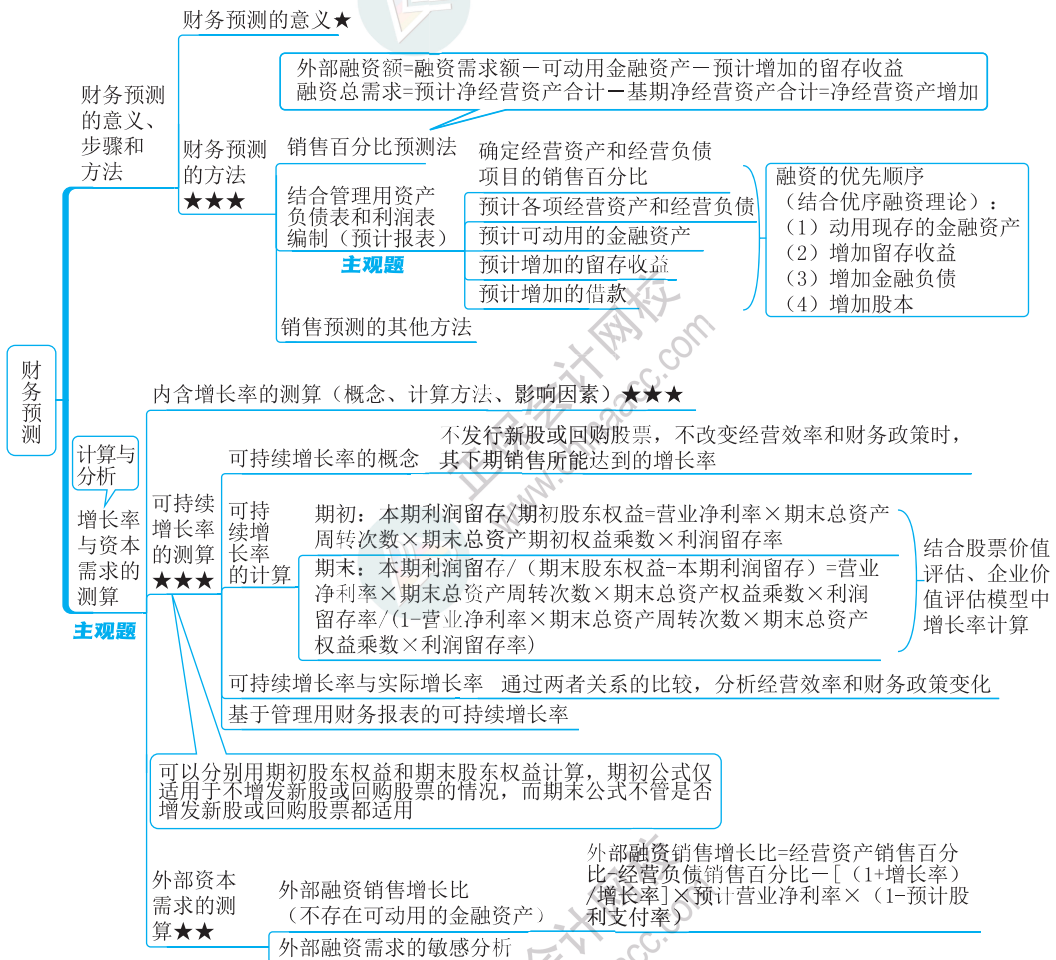 财务预测
财务预测
的意义、
步骤和
方法
财务预测的意义★
财务预测
的方法
★★★
销售百分比预测法
外部融资额=融资需求额－可动用金融资产－预计增加的留存收益
融资总需求=预计净经营资产合计－基期净经营资产合计=净经营资产增加
结合管理用资产
负债表和利润表
编制（预计报表）
主观题
确定经营资产和经营负债
项目的销售百分比
预计各项经营资产和经营负债
预计可动用的金融资产
预计增加的留存收益
预计增加的借款
融资的优先顺序
（结合优序融资理论）：
（1）动用现存的金融资产
（2）增加留存收益
（3）增加金融负债
（4）增加股本
销售预测的其他方法
计算与
分析
增长率
与资本
需求的
测算
主观题
内含增长率的测算（概念、计算方法、影响因素）★★★
可持续
增长率
的测算
★★★
可持续增长率的概念
不发行新股或回购股票，不改变经营效率和财务政策时，
其下期销售所能达到的增长率
可持
续增
长率
的计算
期初：本期利润留存/期初股东权益=营业净利率×期末总资产
周转次数×期末总资产期初权益乘数×利润留存率
期末：本期利润留存/（期末股东权益-本期利润留存）=营业
净利率×期末总资产周转次数×期末总资产权益乘数×利润
留存率/(1-营业净利率×期末总资产周转次数×期末总资产
权益乘数×利润留存率)
结合股票价值
评估、企业价
值评估模型中
增长率计算
可持续增长率与实际增长率
通过两者关系的比较，分析经营效率和财务政策变化
基于管理用财务报表的可持续增长率
可以分别用期初股东权益和期末股东权益计算，期初公式仅
适用于不增发新股或回购股票的情况，而期末公式不管是否
增发新股或回购股票都适用
外部资本
需求的测
算★★
外部融资销售增长比
（不存在可动用的金融资产）
外部融资销售增长比=经营资产销售百分
比-经营负债销售百分比－[（1+增长率）
/增长率]×预计营业净利率×（1-预计股
利支付率）
外部融资需求的敏感分析
正保会计网校
www.chinaacc.com